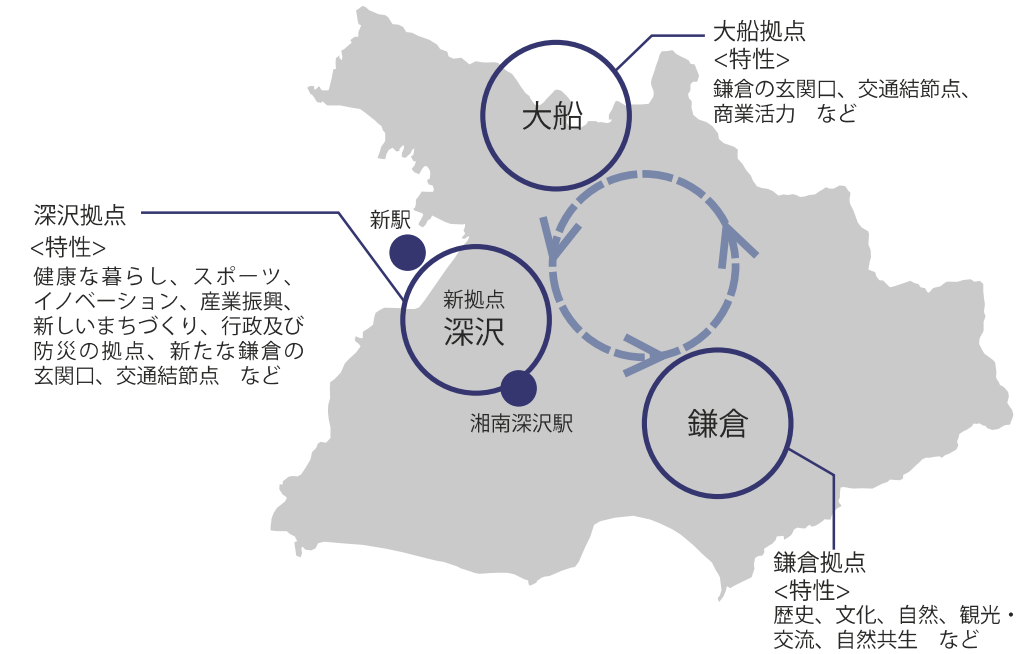 大船拠点
<特性>
鎌倉の玄関口、交通結節点、
商業活力　など
大船
深沢拠点
<特性>
健康な暮らし、スポーツ、
イノベーション、産業振興、
新しいまちづくり、行政及び
防災の拠点、新たな鎌倉の
玄関口、交通結節点　など
新駅
新拠点
深沢
湘南深沢駅
鎌倉
鎌倉拠点
<特性>
歴史、文化、自然、観光・
交流、自然共生　など